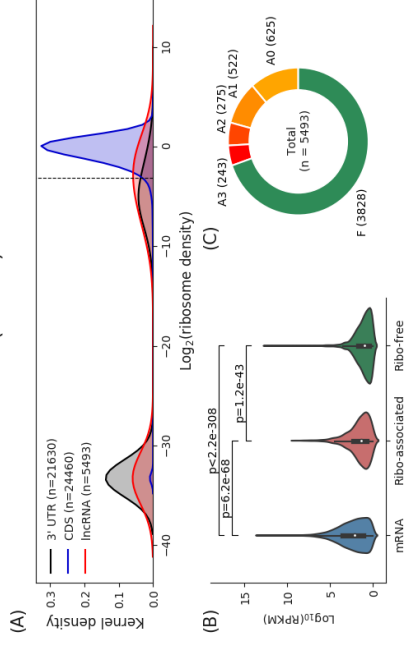 (A)
Kernel density
0.3
0.2
0.1
0.0
3' UTR (n=21630)
CDS (n=24460)
lncRNA (n=5493)
−40
−30
−20
−10
0
10
Log2(ribosome density)
(B)
Log10(RPKM)
15
10
5
0
p<2.2e-308
p=6.2e-68
p=1.2e-43
mRNA
Ribo-associated
Ribo-free
(C)
A3 (243)
A2 (275)
A1 (522)
A0 (625)
Total
(n = 5493)
F (3828)